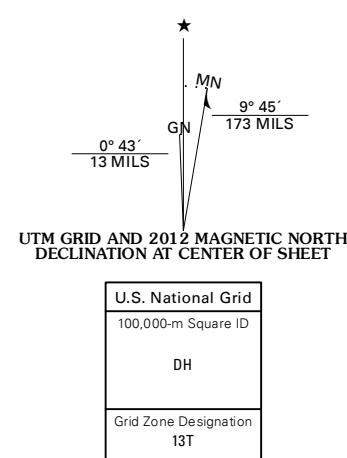 ★
MN
9° 45´
173 MILS
GN
0° 43´
13 MILS
UTM GRID AND 2012 MAGNETIC NORTH
DECLINATION AT CENTER OF SHEET
U.S. National Grid
100,000-m Square ID
DH
Grid Zone Designation
13T